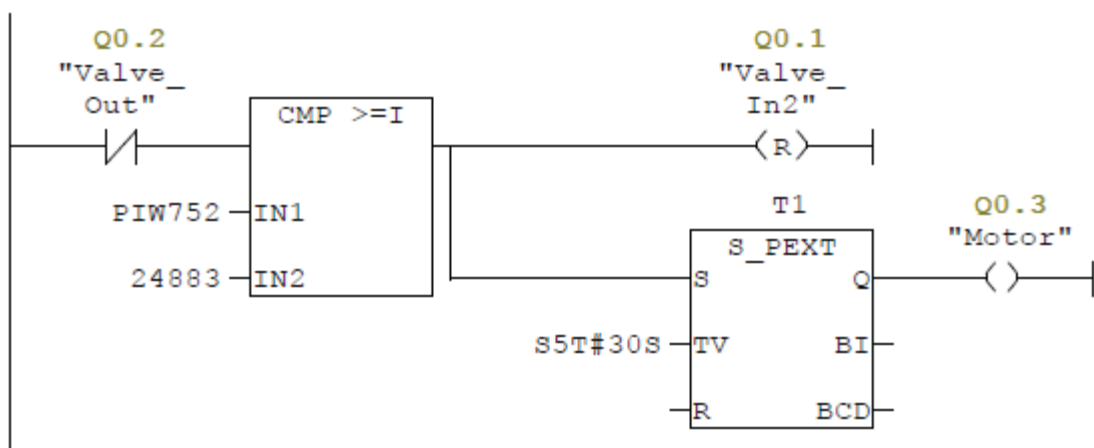 Q0.2
"Valve_
Out"
CMP >=I
PIW752
IN1
24883
IN2
Q0.1
"Valve_
In2"
R
T1
S_PEXT
S
Q
S5T#30S
TV
BI
R
BCD
Q0.3
"Motor"